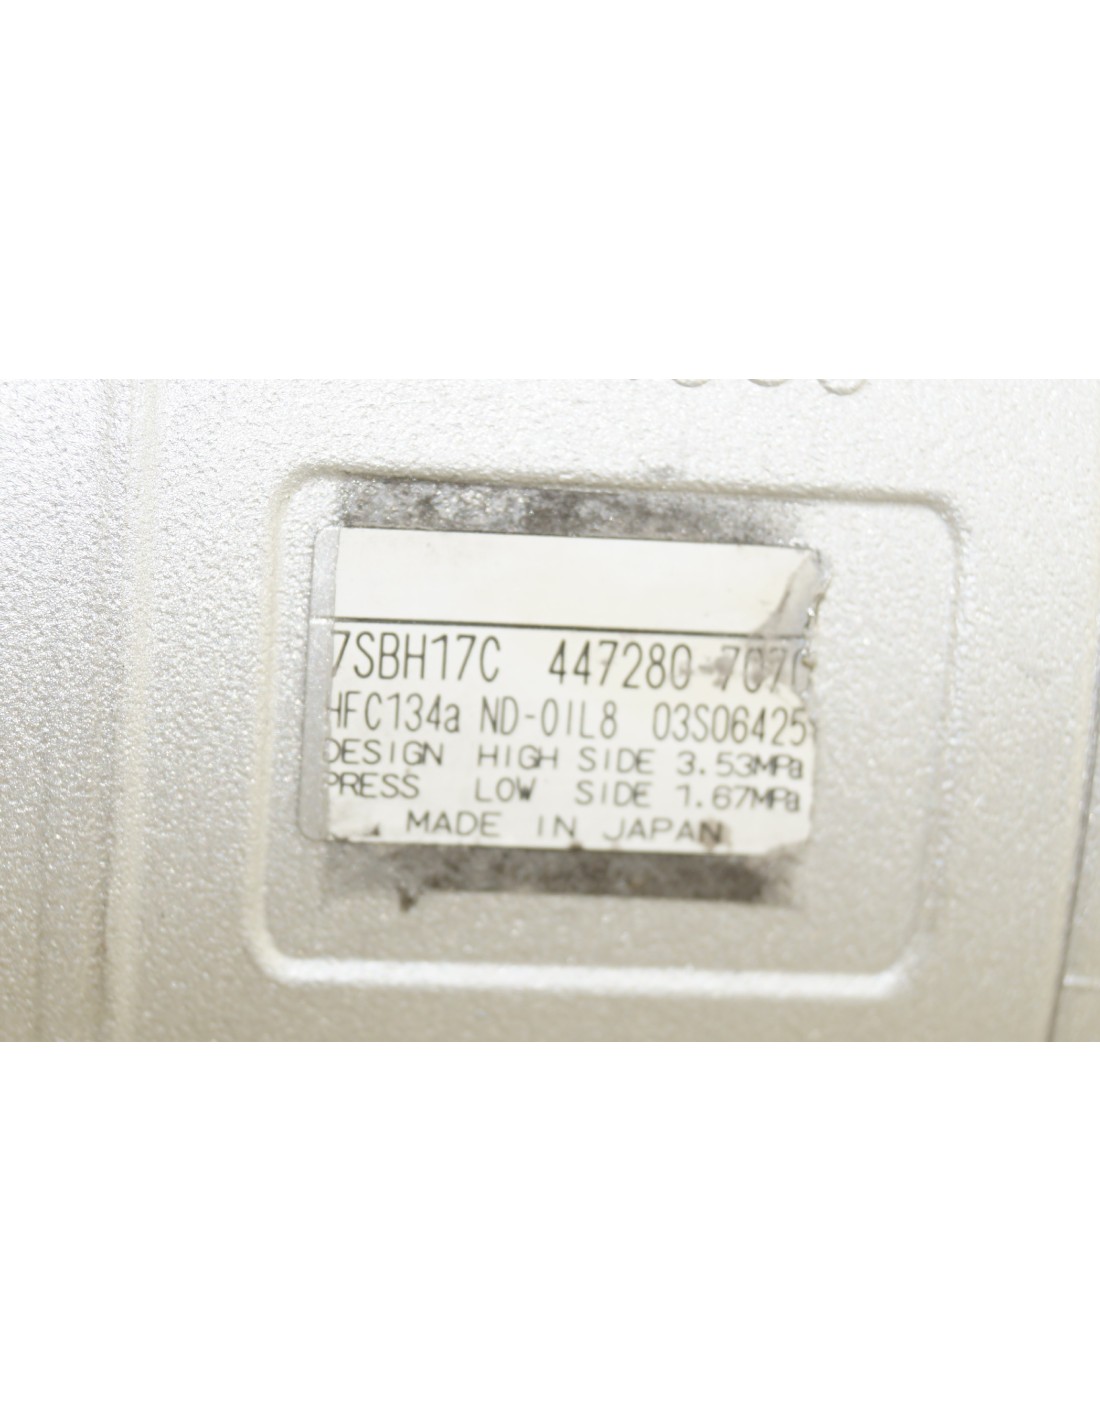 7SBH17C 447280-7070
HFC134a ND-OIL8 03S06425
DESIGN HIGH SIDE 3.53MPa
PRESS LOW SIDE 1.67MPa
MADE IN JAPAN